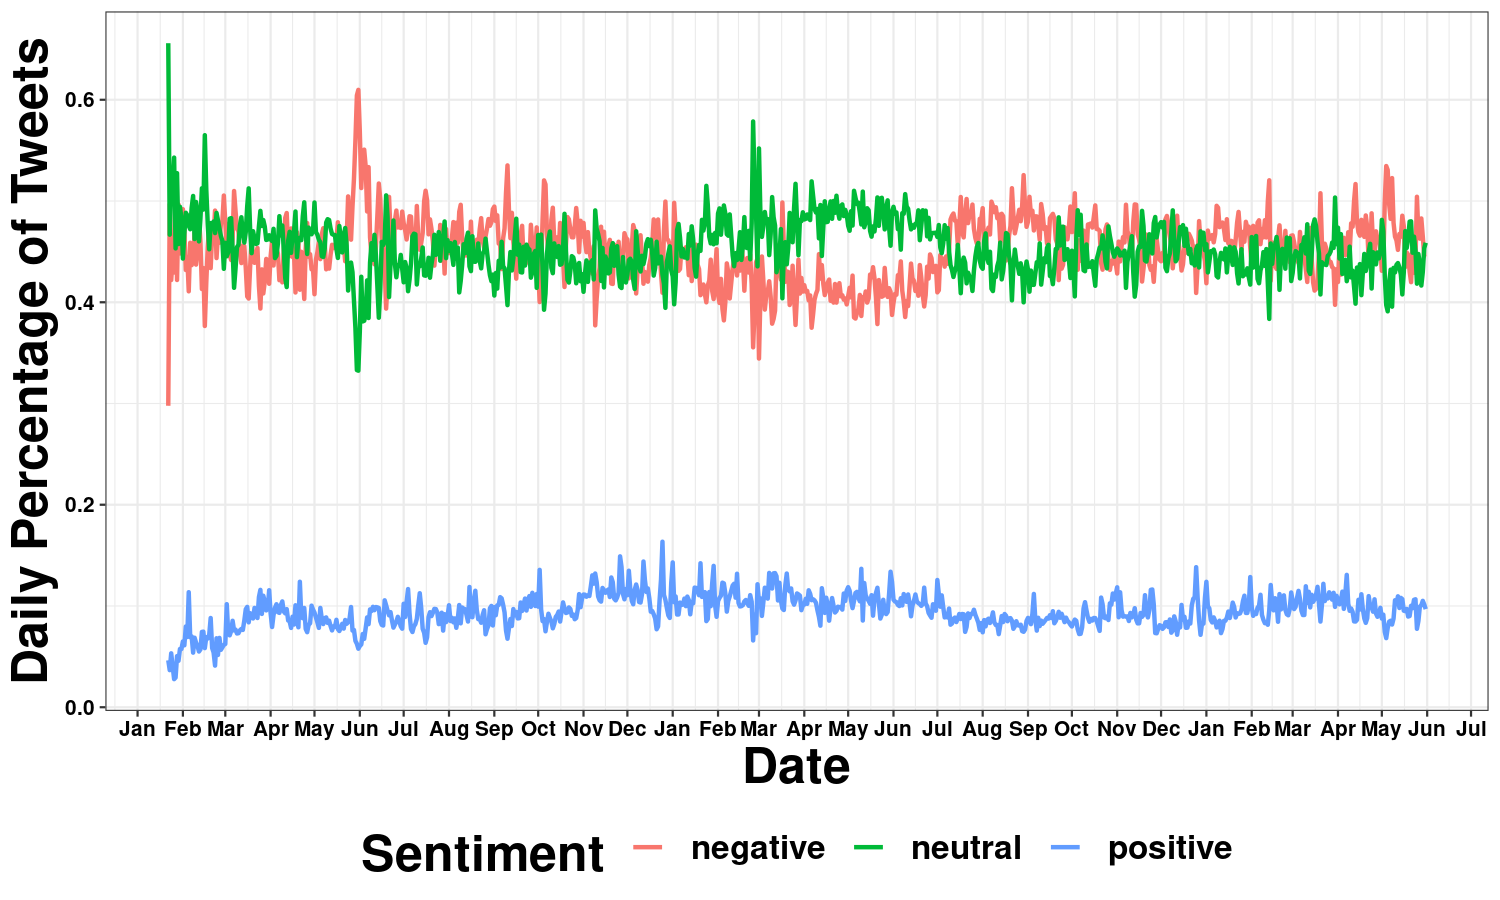 Daily Percentage of Tweets
0.6
0.4
0.2
0.0
Jan Feb Mar Apr May Jun Jul Aug Sep Oct Nov Dec Jan Feb Mar Apr May Jun Jul Aug Sep Oct Nov Dec Jan Feb Mar Apr May Jun Jul
Date
Sentiment negative neutral positive